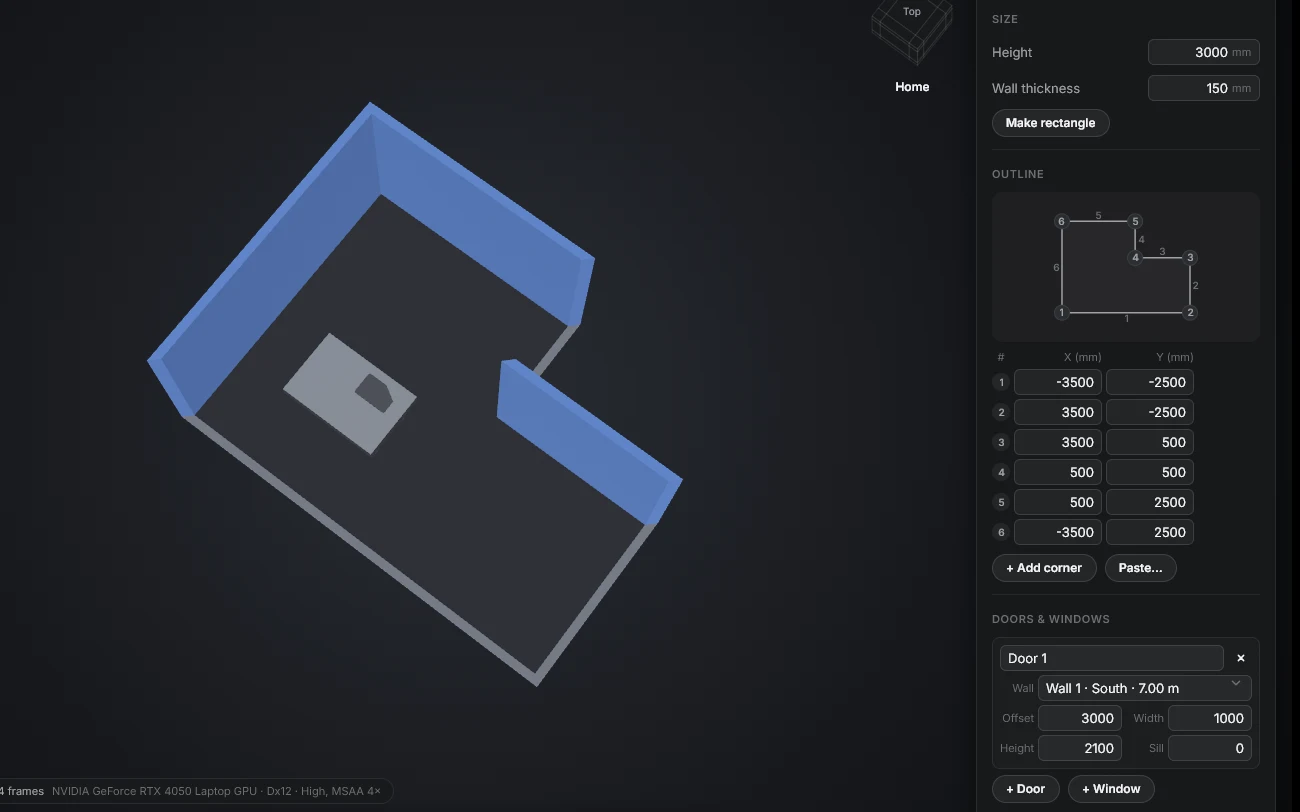 Top
Home
SIZE
Height 3000 mm
Wall thickness 150 mm
Make rectangle
OUTLINE
6 5 5
4
4 3 3
6
2
1 1 2
# X (mm) Y (mm)
1 -3500 -2500
2 3500 -2500
3 3500 500
4 500 500
5 500 2500
6 -3500 2500
+ Add corner Paste...
DOORS & WINDOWS
Door 1 ×
Wall Wall 1 · South · 7.00 m
Offset 3000 Width 1000
Height 2100 Sill 0
+ Door + Window
4 frames NVIDIA GeForce RTX 4050 Laptop GPU · Dx12 · High, MSAA 4×